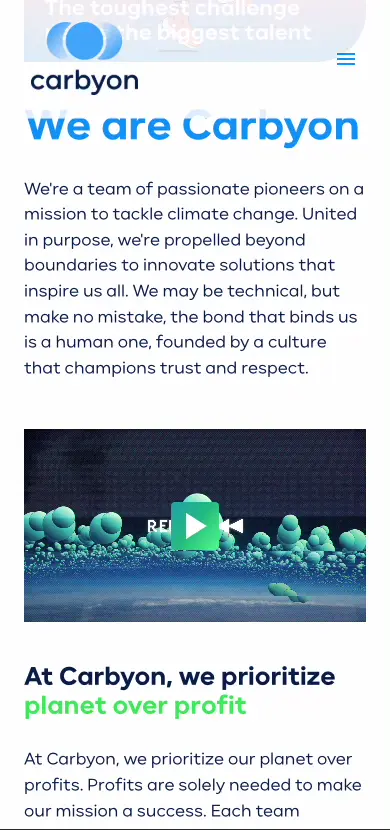 The toughest challenge
the biggest talent
carbyon
We are Carbyon
We're a team of passionate pioneers on a
mission to tackle climate change. United
in purpose, we're propelled beyond
boundaries to innovate solutions that
inspire us all. We may be technical, but
make no mistake, the bond that binds us
is a human one, founded by a culture
that champions trust and respect.
At Carbyon, we prioritize
planet over profit
At Carbyon, we prioritize our planet over
profits. Profits are solely needed to make
our mission a success. Each team